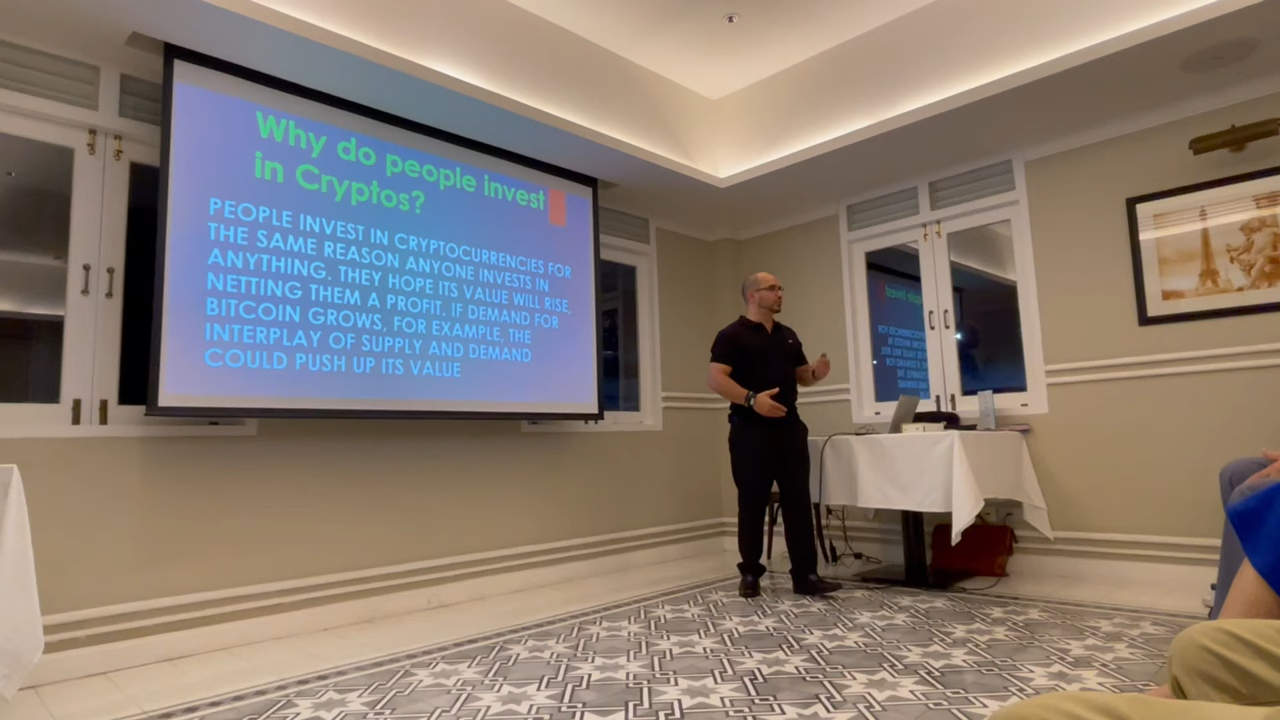 Why do people invest
in Cryptos?
PEOPLE INVEST IN CRYPTOCURRENCIES FOR
THE SAME REASON ANYONE INVESTS IN
ANYTHING. THEY HOPE ITS VALUE WILL RISE,
NETTING THEM A PROFIT. IF DEMAND FOR
BITCOIN GROWS, FOR EXAMPLE, THE
INTERPLAY OF SUPPLY AND DEMAND
COULD PUSH UP ITS VALUE